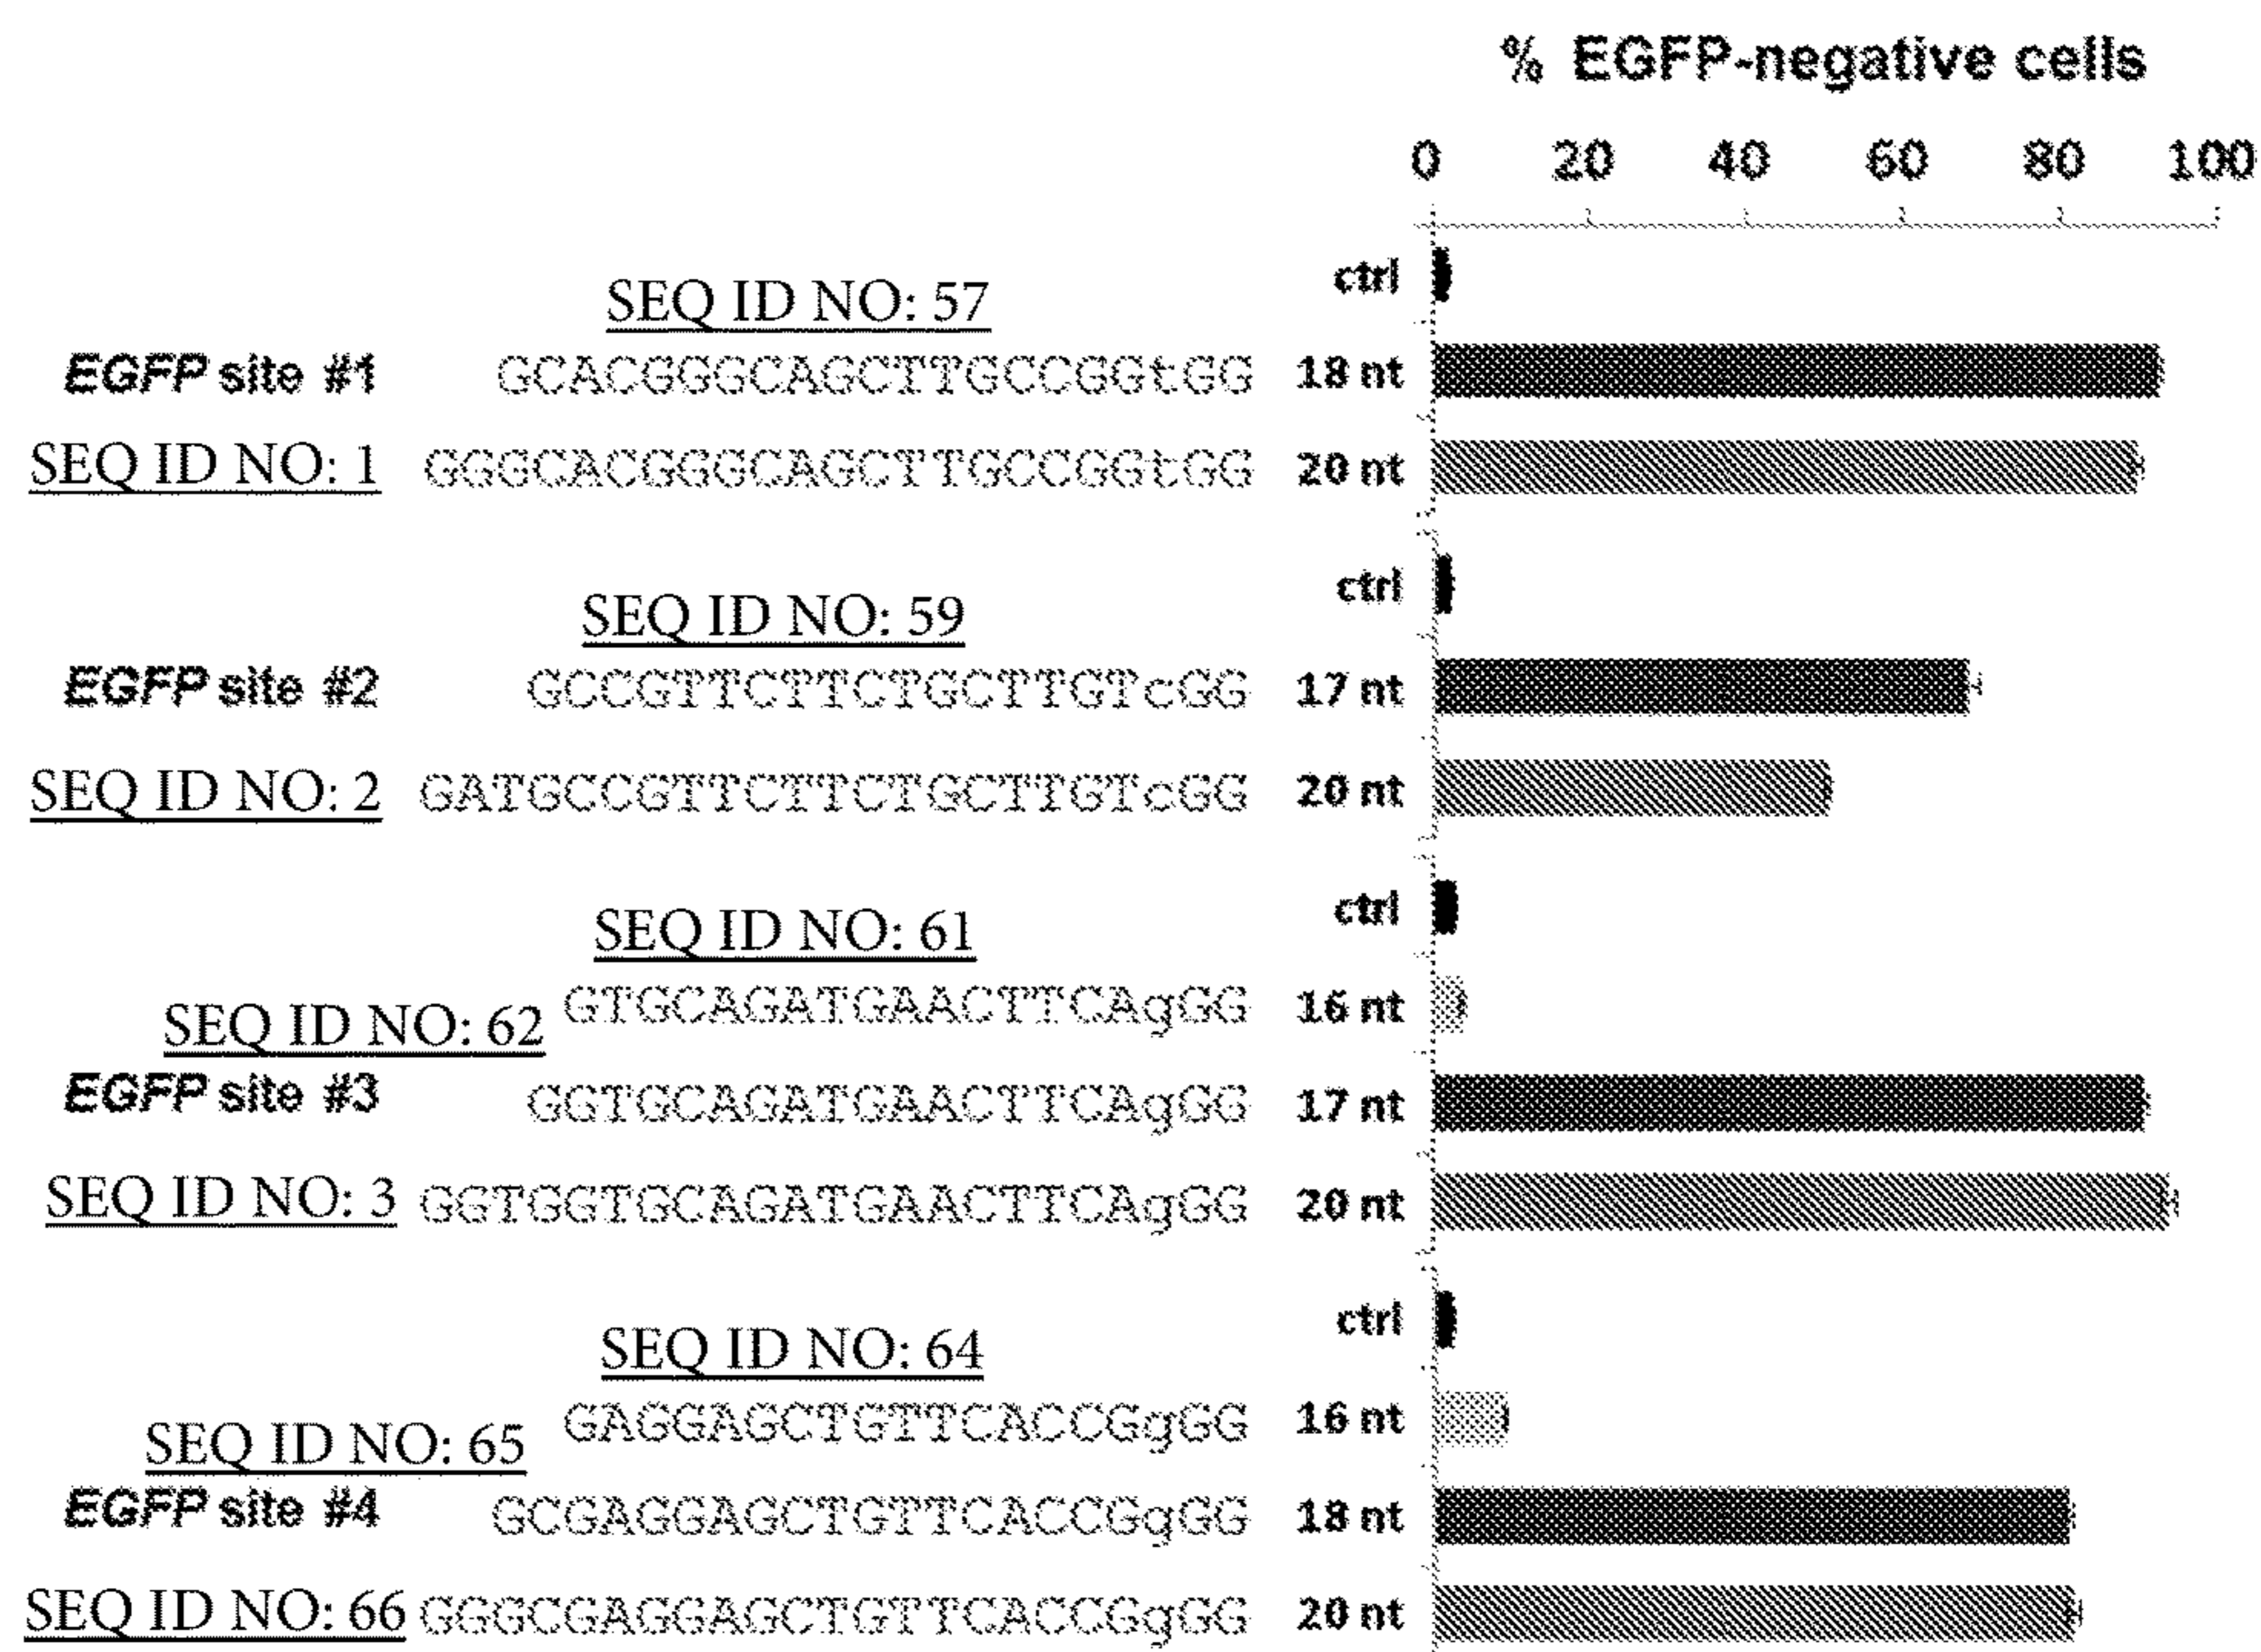 % EGFP-negative cells
0 20 40 60 80 100
ctrl
SEQ ID NO: 57
EGFP site #1 GCACGGGCAGCTTGCCGGtGG 18 nt
SEQ ID NO: 1 GGGCACGGGCAGCTTGCCGGtGG 20 nt
ctrl
SEQ ID NO: 59
EGFP site #2 GCCGTTCTTCTGCTTGTcGG 17 nt
SEQ ID NO: 2 GATGCCGTTCTTCTGCTTGTcGG 20 nt
ctrl
SEQ ID NO: 61
GTGCAGATGAACTTCAgGG 16 nt
SEQ ID NO: 62
EGFP site #3 GGTGCAGATGAACTTCAgGG 17 nt
SEQ ID NO: 3 GGTGGTGCAGATGAACTTCAgGG 20 nt
ctrl
SEQ ID NO: 64
GAGGAGCTGTTCACCGgGG 16 nt
SEQ ID NO: 65
EGFP site #4 GCGAGGAGCTGTTCACCGgGG 18 nt
SEQ ID NO: 66 GGGCGAGGAGCTGTTCACCGgGG 20 nt